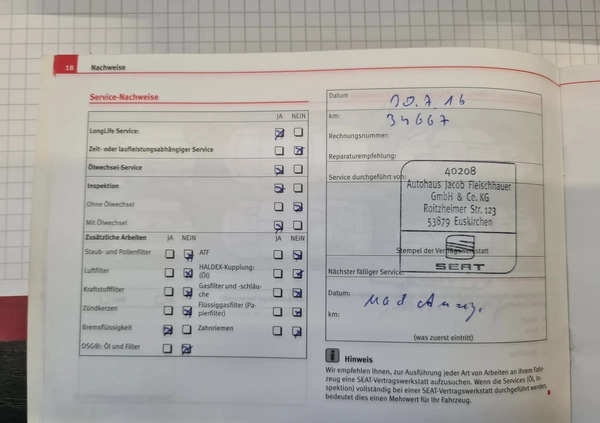 18 Nachweise
Service-Nachweise
JA NEIN
LongLife Service:
Zeit- oder laufleistungsabhängiger Service
Ölwechsel-Service
Inspektion
Ohne Ölwechsel
Mit Ölwechsel
Zusätzliche Arbeiten JA NEIN JA NEIN
Staub- und Pollenfilter ATF
Luftfilter HALDEX-Kupplung:
(Öl)
Kraftstofffilter Gasfilter und -schläu-
che
Zündkerzen Flüssiggasfilter (Pa-
pierfilter)
Bremsflüssigkeit Zahnriemen
DSG®: Öl und Filter
Datum 30.7.16
km: 34667
Rechnungsnummer:
Reparaturempfehlung:
Service durchgeführt von:
40208
Autohaus Jacob Fleischhauer
GmbH & Co. KG
Roitzheimer Str. 123
53879 Euskirchen
Stempel der Vertragswerkstatt
SEAT
Nächster fälliger Service:
Datum:
km:
(was zuerst eintritt)
i Hinweis
Wir empfehlen Ihnen, zur Ausführung jeder Art von Arbeiten an Ihrem Fahr-
zeug eine SEAT-Vertragswerkstatt aufzusuchen. Wenn die Services (Öl, In-
spektion) vollständig bei einer SEAT-Vertragswerkstatt durchgeführt werden,
bedeutet dies einen Mehrwert für Ihr Fahrzeug.